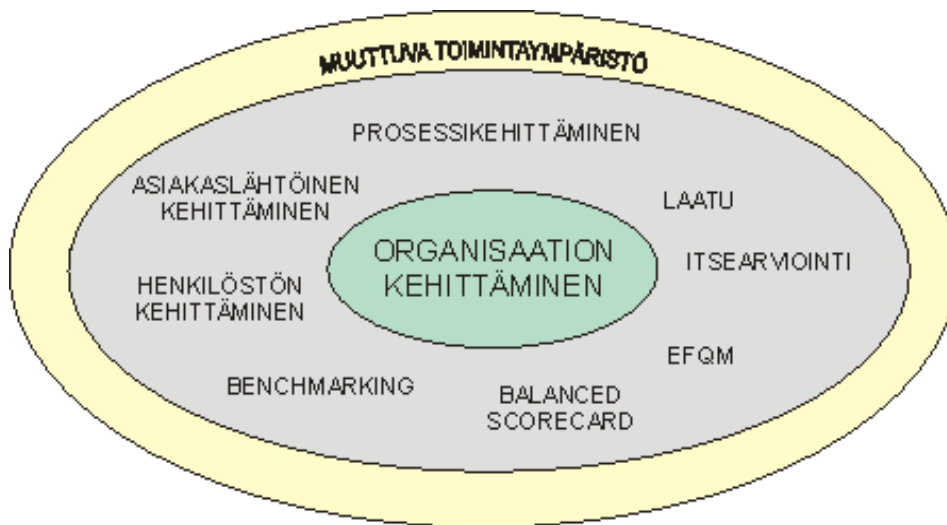 MUUTTUVA TOIMINTAYMPÄRISTÖ
PROSESSIKEHITTÄMINEN
ASIAKASLÄHTÖINEN
KEHITTÄMINEN
LAATU
ORGANISAATION
KEHITTÄMINEN
ITSEARVIOINTI
HENKILÖSTÖN
KEHITTÄMINEN
EFQM
BENCHMARKING
BALANCED
SCORECARD